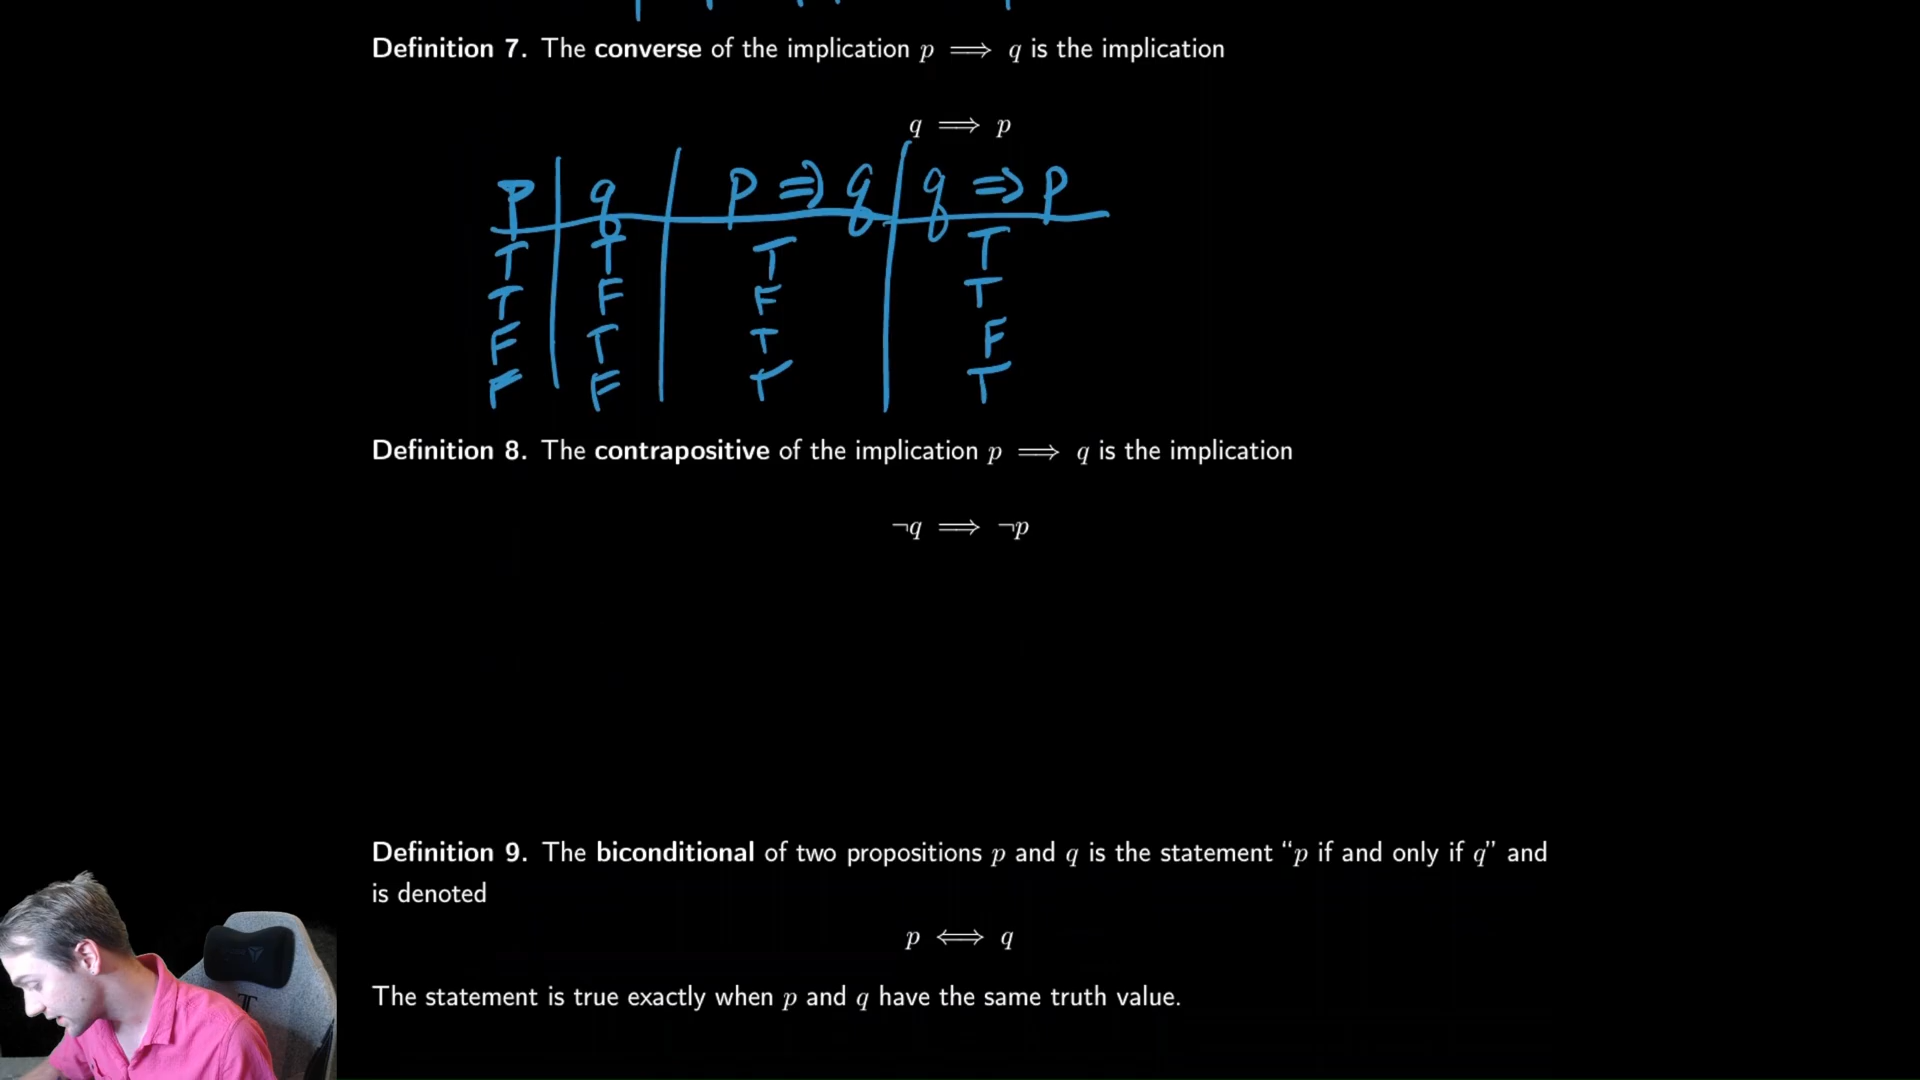 Definition 7. The converse of the implication p ⟹ q is the implication
q ⟹ p
p | q | p ⇒ q | q ⇒ p
T T T T
T F F T
F T T F
F F T T
Definition 8. The contrapositive of the implication p ⟹ q is the implication
¬q ⟹ ¬p
Definition 9. The biconditional of two propositions p and q is the statement “p if and only if q” and
is denoted
p ⟺ q
The statement is true exactly when p and q have the same truth value.